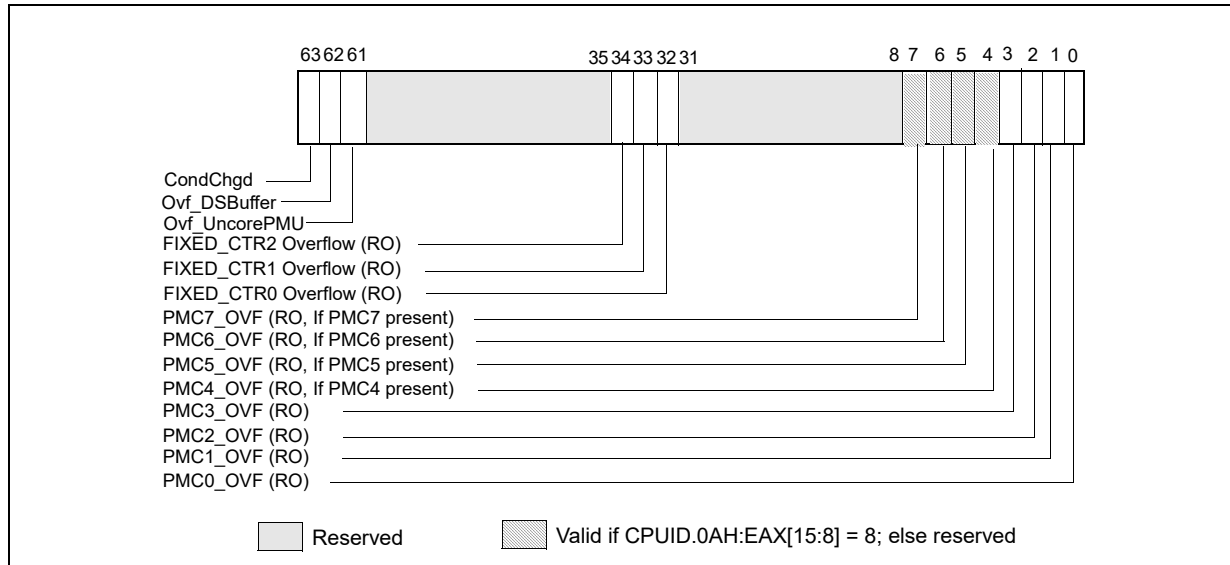 63 62 61 35 34 33 32 31 8 7 6 5 4 3 2 1 0
CondChgd
Ovf_DSBuffer
Ovf_UncorePMU
FIXED_CTR2 Overflow (RO)
FIXED_CTR1 Overflow (RO)
FIXED_CTR0 Overflow (RO)
PMC7_OVF (RO, If PMC7 present)
PMC6_OVF (RO, If PMC6 present)
PMC5_OVF (RO, If PMC5 present)
PMC4_OVF (RO, If PMC4 present)
PMC3_OVF (RO)
PMC2_OVF (RO)
PMC1_OVF (RO)
PMC0_OVF (RO)
Reserved Valid if CPUID.0AH:EAX[15:8] = 8; else reserved